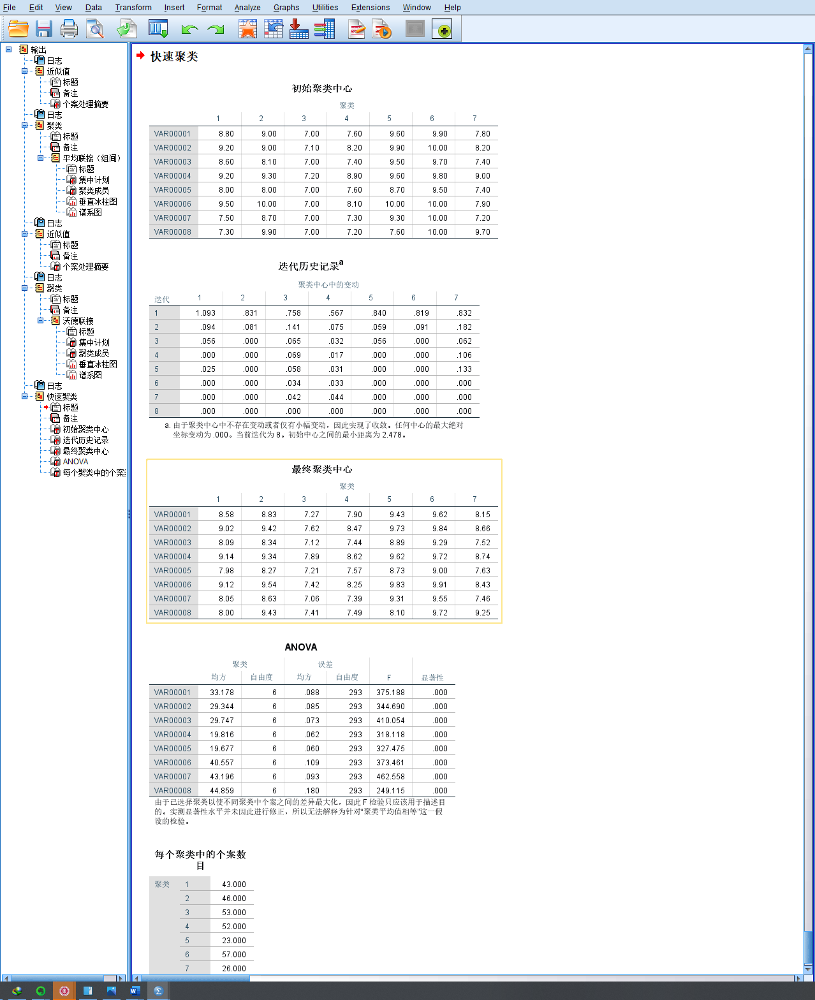 File Edit View Data Transform Insert Format Analyze Graphs Utilities Extensions Window Help
输出
日志
近似值
标题
备注
个案处理摘要
日志
聚类
标题
备注
平均联接（组间）
标题
集中计划
聚类成员
垂直冰柱图
谱系图
日志
近似值
标题
备注
个案处理摘要
日志
聚类
标题
备注
沃德联接
标题
集中计划
聚类成员
垂直冰柱图
谱系图
日志
快速聚类
标题
备注
初始聚类中心
迭代历史记录
最终聚类中心
ANOVA
每个聚类中的个案
快速聚类
初始聚类中心
聚类
1 2 3 4 5 6 7
VAR00001 8.80 9.00 7.00 7.60 9.60 9.90 7.80
VAR00002 9.20 9.00 7.10 8.20 9.90 10.00 8.20
VAR00003 8.60 8.10 7.00 7.40 9.50 9.70 7.40
VAR00004 9.20 9.30 7.20 8.90 9.60 9.80 9.00
VAR00005 8.00 8.00 7.00 7.60 8.70 9.50 7.40
VAR00006 9.50 10.00 7.00 8.10 10.00 10.00 7.90
VAR00007 7.50 8.70 7.00 7.30 9.30 10.00 7.20
VAR00008 7.30 9.90 7.00 7.20 7.60 10.00 9.70
迭代历史记录a
聚类中心中的变动
迭代 1 2 3 4 5 6 7
1 1.093 .831 .758 .567 .840 .819 .832
2 .094 .081 .141 .075 .059 .091 .182
3 .056 .000 .065 .032 .056 .000 .062
4 .000 .000 .069 .017 .000 .000 .106
5 .025 .000 .058 .031 .000 .000 .133
6 .000 .000 .034 .033 .000 .000 .000
7 .000 .000 .042 .044 .000 .000 .000
8 .000 .000 .000 .000 .000 .000 .000
a. 由于聚类中心中不存在变动或者仅有小幅变动，因此实现了收敛。任何中心的最大绝对
坐标变动为 .000。当前迭代为 8。初始中心之间的最小距离为 2.478。
最终聚类中心
聚类
1 2 3 4 5 6 7
VAR00001 8.58 8.83 7.27 7.90 9.43 9.62 8.15
VAR00002 9.02 9.42 7.62 8.47 9.73 9.84 8.66
VAR00003 8.09 8.34 7.12 7.44 8.89 9.29 7.52
VAR00004 9.14 9.34 7.89 8.62 9.62 9.72 8.74
VAR00005 7.98 8.27 7.21 7.57 8.73 9.00 7.63
VAR00006 9.12 9.54 7.42 8.25 9.83 9.91 8.43
VAR00007 8.05 8.63 7.06 7.39 9.31 9.55 7.46
VAR00008 8.00 9.43 7.41 7.49 8.10 9.72 9.25
ANOVA
聚类 误差
均方 自由度 均方 自由度 F 显著性
VAR00001 33.178 6 .088 293 375.188 .000
VAR00002 29.344 6 .085 293 344.690 .000
VAR00003 29.747 6 .073 293 410.054 .000
VAR00004 19.816 6 .062 293 318.118 .000
VAR00005 19.677 6 .060 293 327.475 .000
VAR00006 40.557 6 .109 293 373.461 .000
VAR00007 43.196 6 .093 293 462.558 .000
VAR00008 44.859 6 .180 293 249.115 .000
由于已选择聚类以使不同聚类中个案之间的差异最大化，因此 F 检验只应该用于描述目
的。实测显著性水平并未因此进行修正，所以无法解释为针对“聚类平均值相等”这一假
设的检验。
每个聚类中的个案数
目
聚类 1 43.000
2 46.000
3 53.000
4 52.000
5 23.000
6 57.000
7 26.000